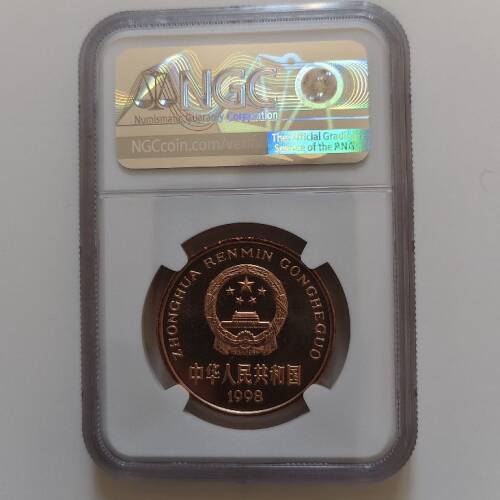 NGC
Numismatic Guaranty Corporation
NGCcoin.com/verify
The Official Grading
Service of the PNG
ZHONGHUA RENMIN GONGHEGUO
中华人民共和国
1998